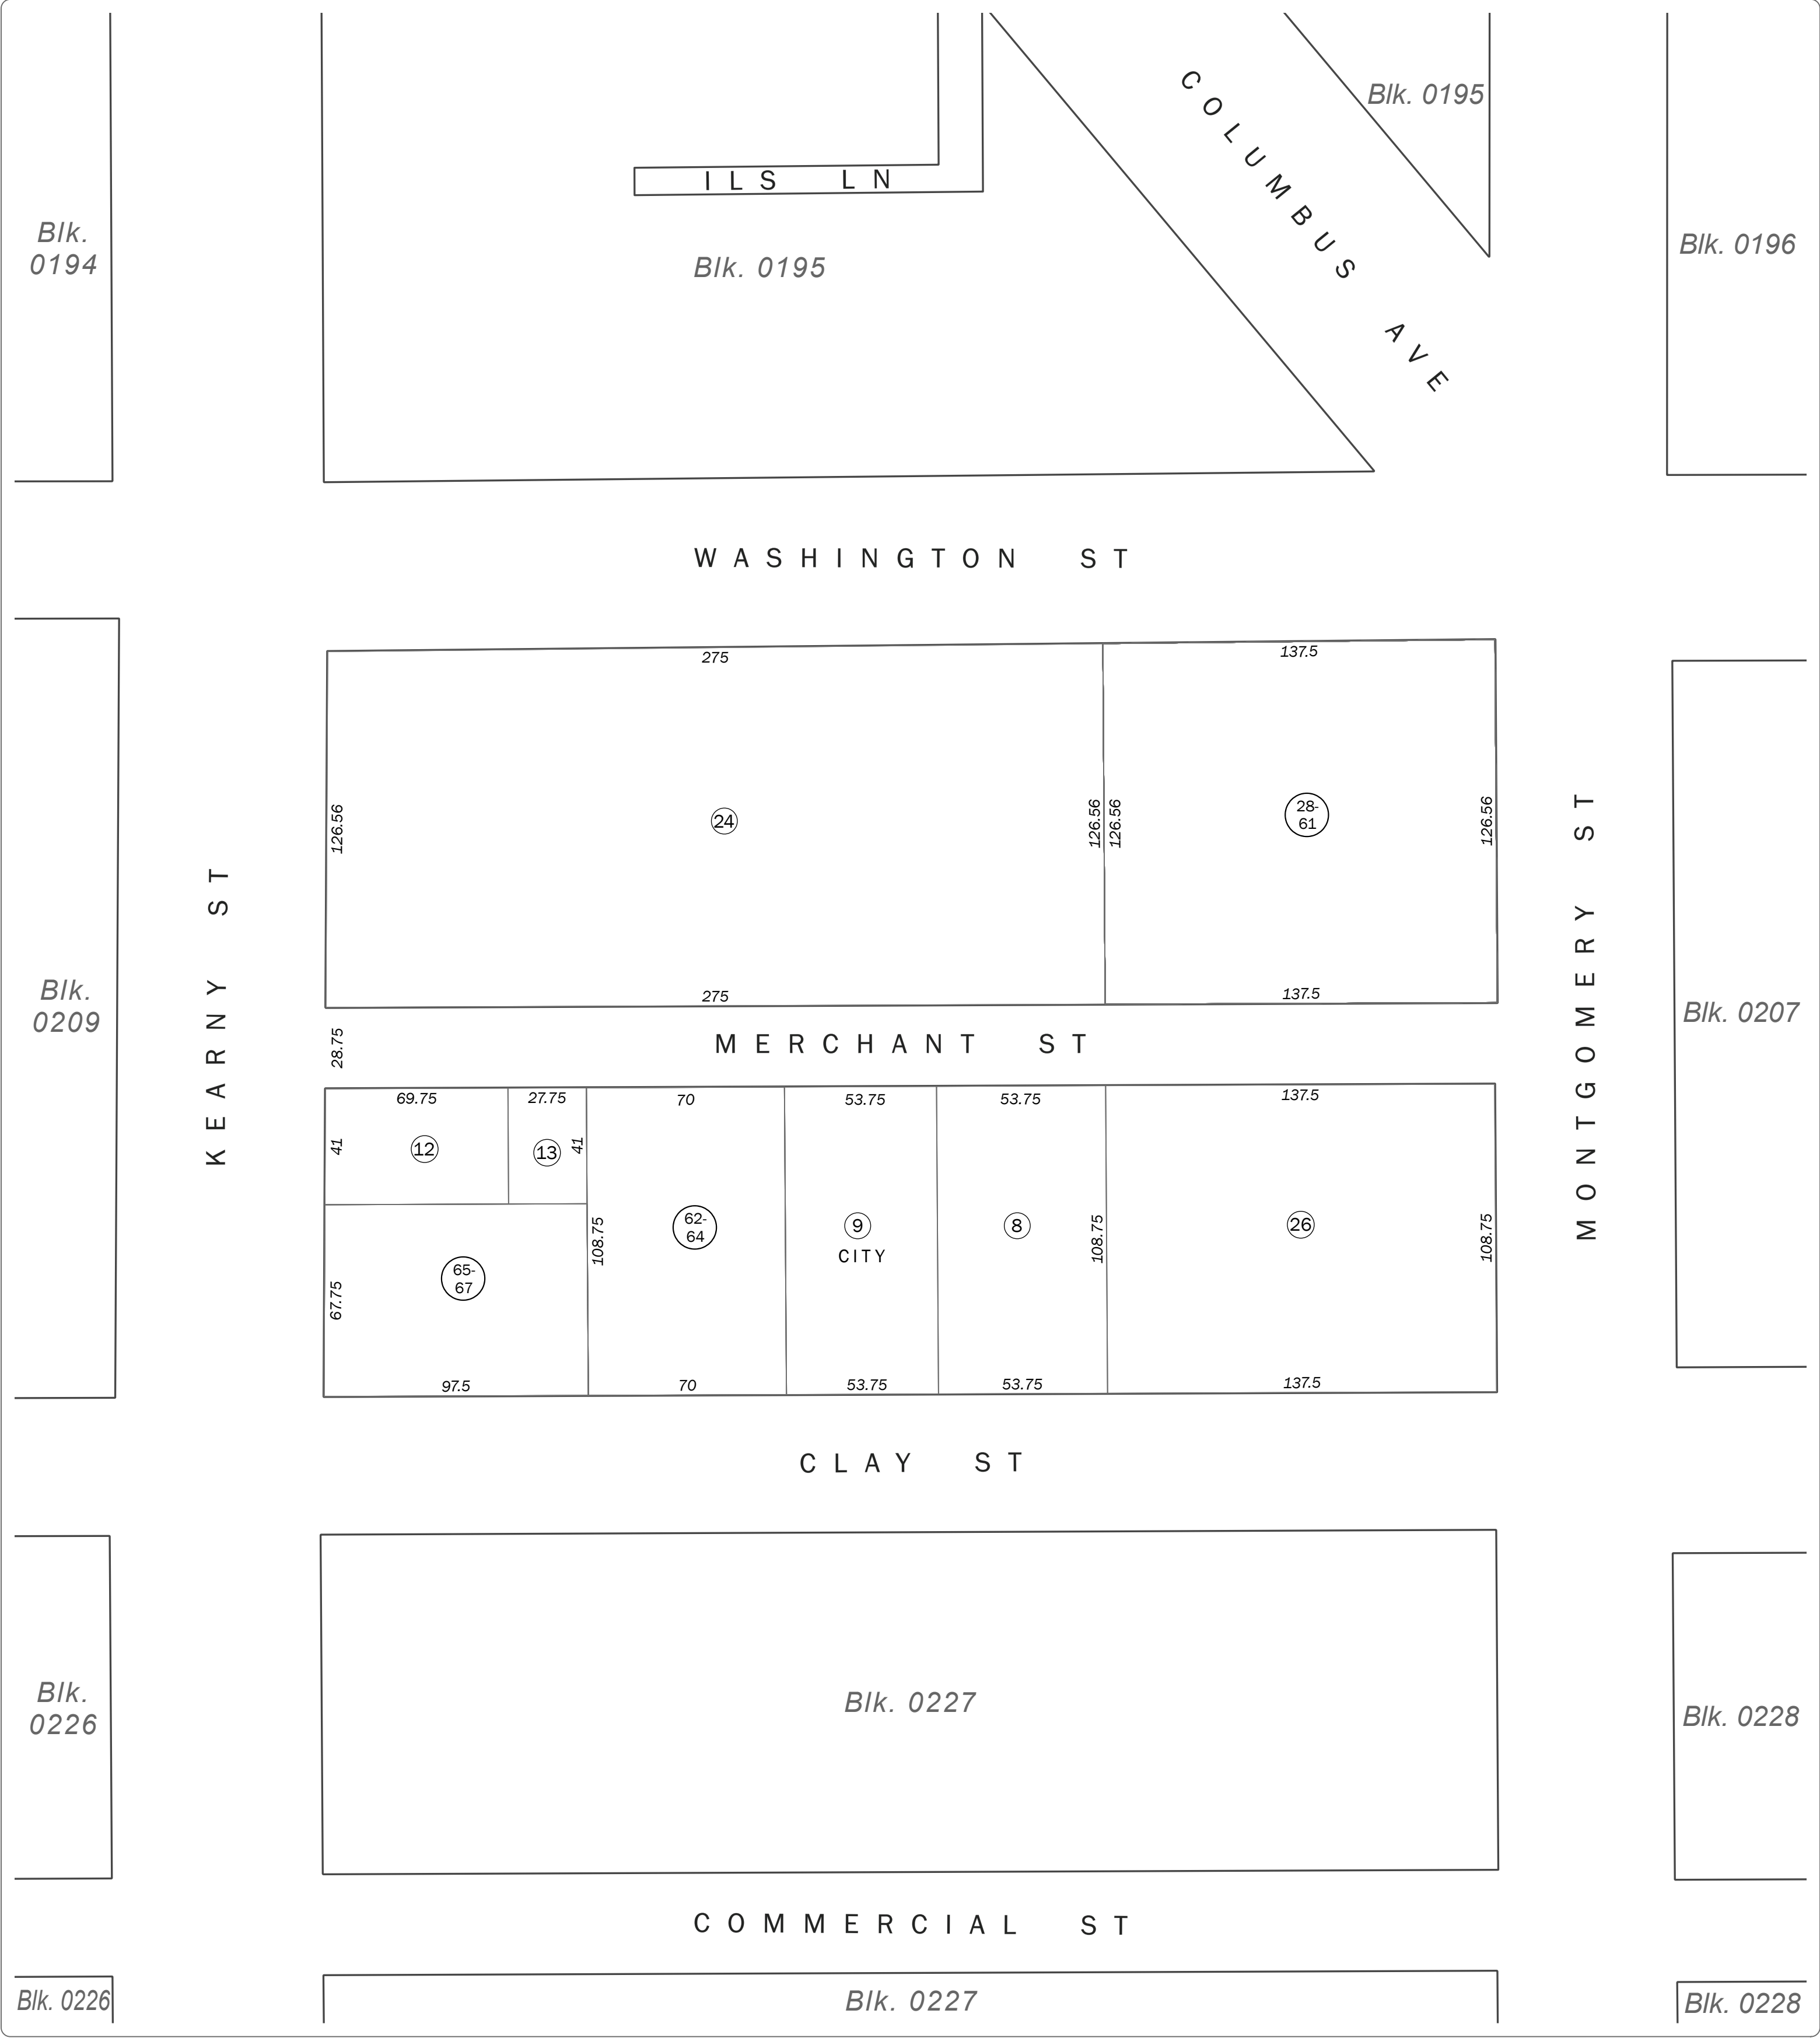 COLUMBUS AVE
Blk. 0195
ILS LN
Blk.
0194
Blk. 0195
Blk. 0196
WASHINGTON ST
275
137.5
126.56
24
126.56
126.56
28-
61
126.56
275
137.5
KEARNY ST
MONTGOMERY ST
Blk.
0209
Blk. 0207
28.75
MERCHANT ST
69.75
27.75
70
53.75
53.75
137.5
41
12
13
41
62-
64
9
CITY
8
26
108.75
108.75
108.75
65-
67
67.75
97.5
70
53.75
53.75
137.5
CLAY ST
Blk.
0226
Blk. 0227
Blk. 0228
COMMERCIAL ST
Blk. 0226
Blk. 0227
Blk. 0228